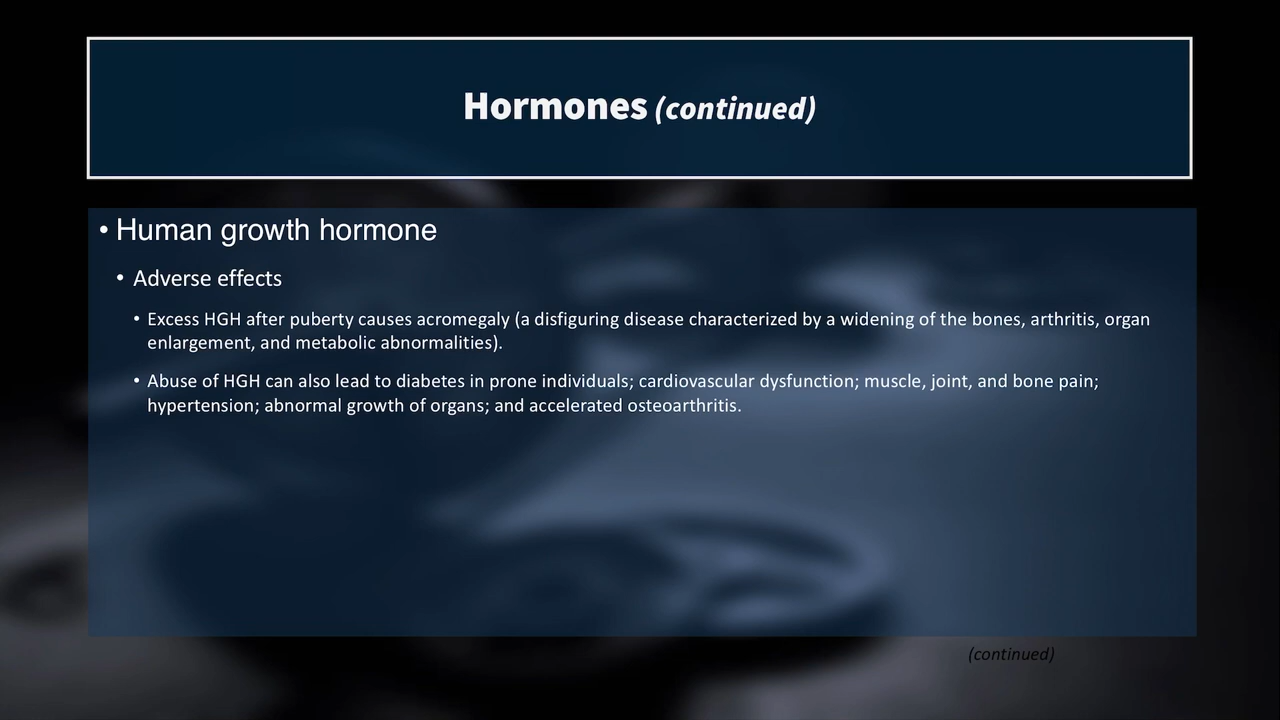 Hormones (continued)
• Human growth hormone
• Adverse effects
• Excess HGH after puberty causes acromegaly (a disfiguring disease characterized by a widening of the bones, arthritis, organ
enlargement, and metabolic abnormalities).
• Abuse of HGH can also lead to diabetes in prone individuals; cardiovascular dysfunction; muscle, joint, and bone pain;
hypertension; abnormal growth of organs; and accelerated osteoarthritis.
(continued)